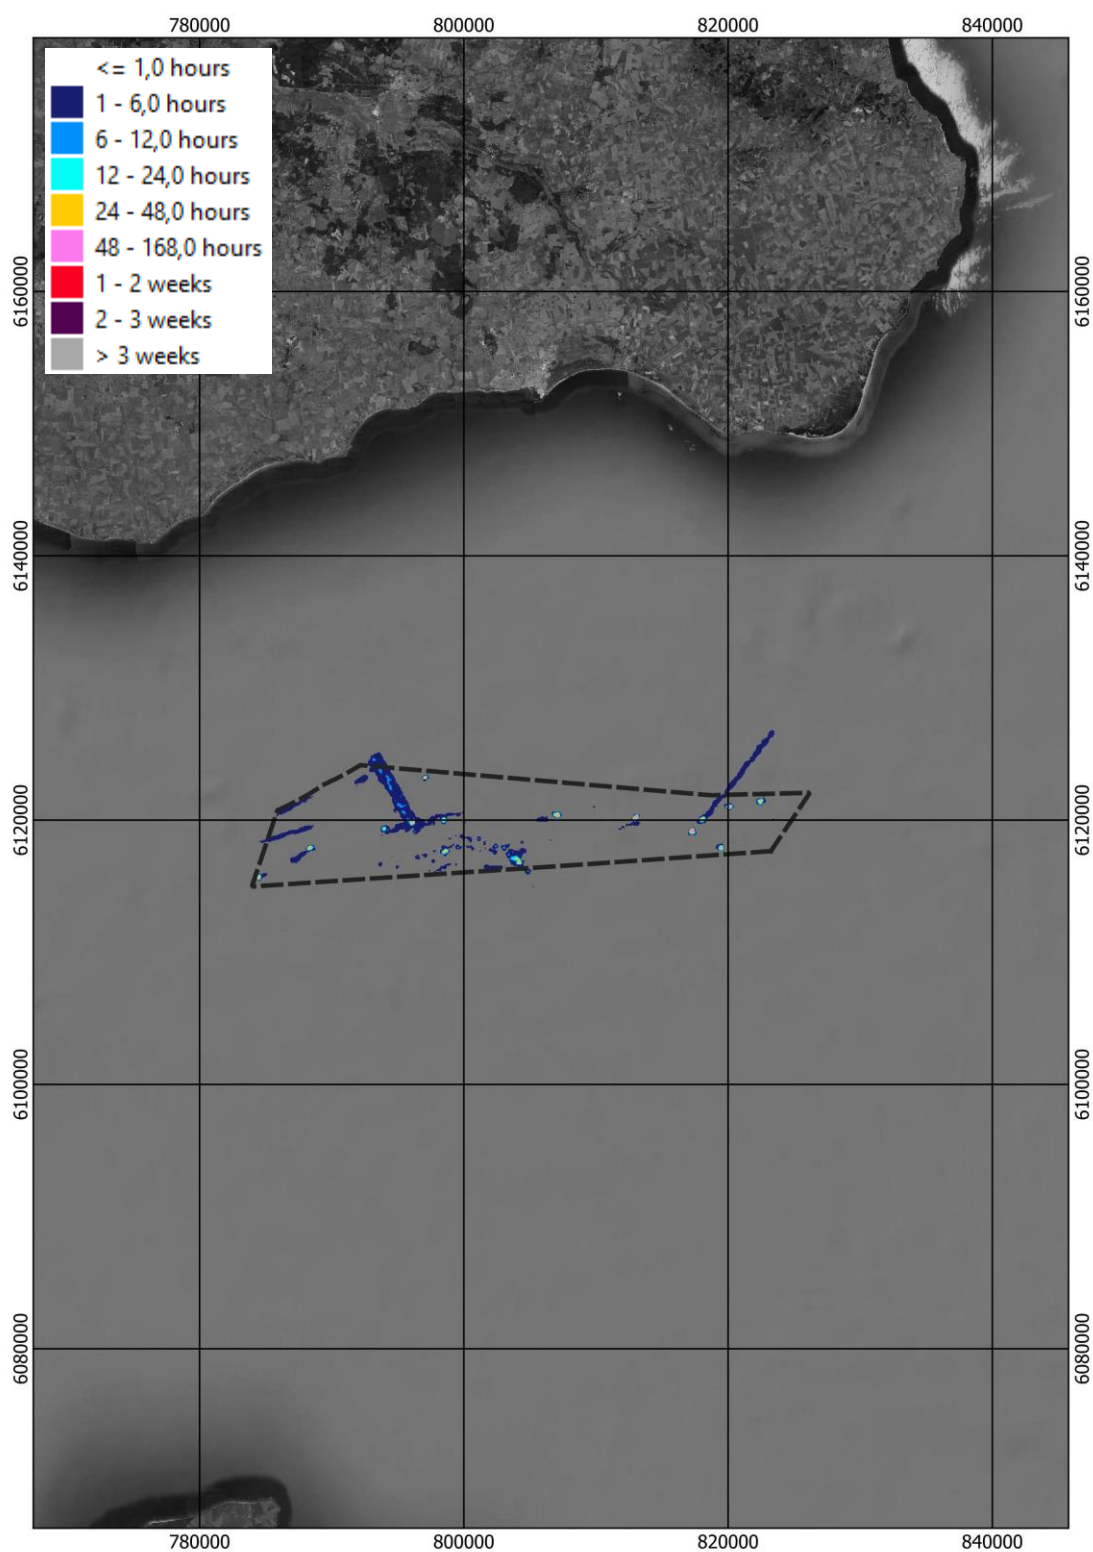 780000 800000 820000 840000
<= 1,0 hours
1 - 6,0 hours
6 - 12,0 hours
12 - 24,0 hours
24 - 48,0 hours
48 - 168,0 hours
1 - 2 weeks
2 - 3 weeks
> 3 weeks
6160000 6160000
6140000 6140000
6120000 6120000
6100000 6100000
6080000 6080000
780000 800000 820000 840000